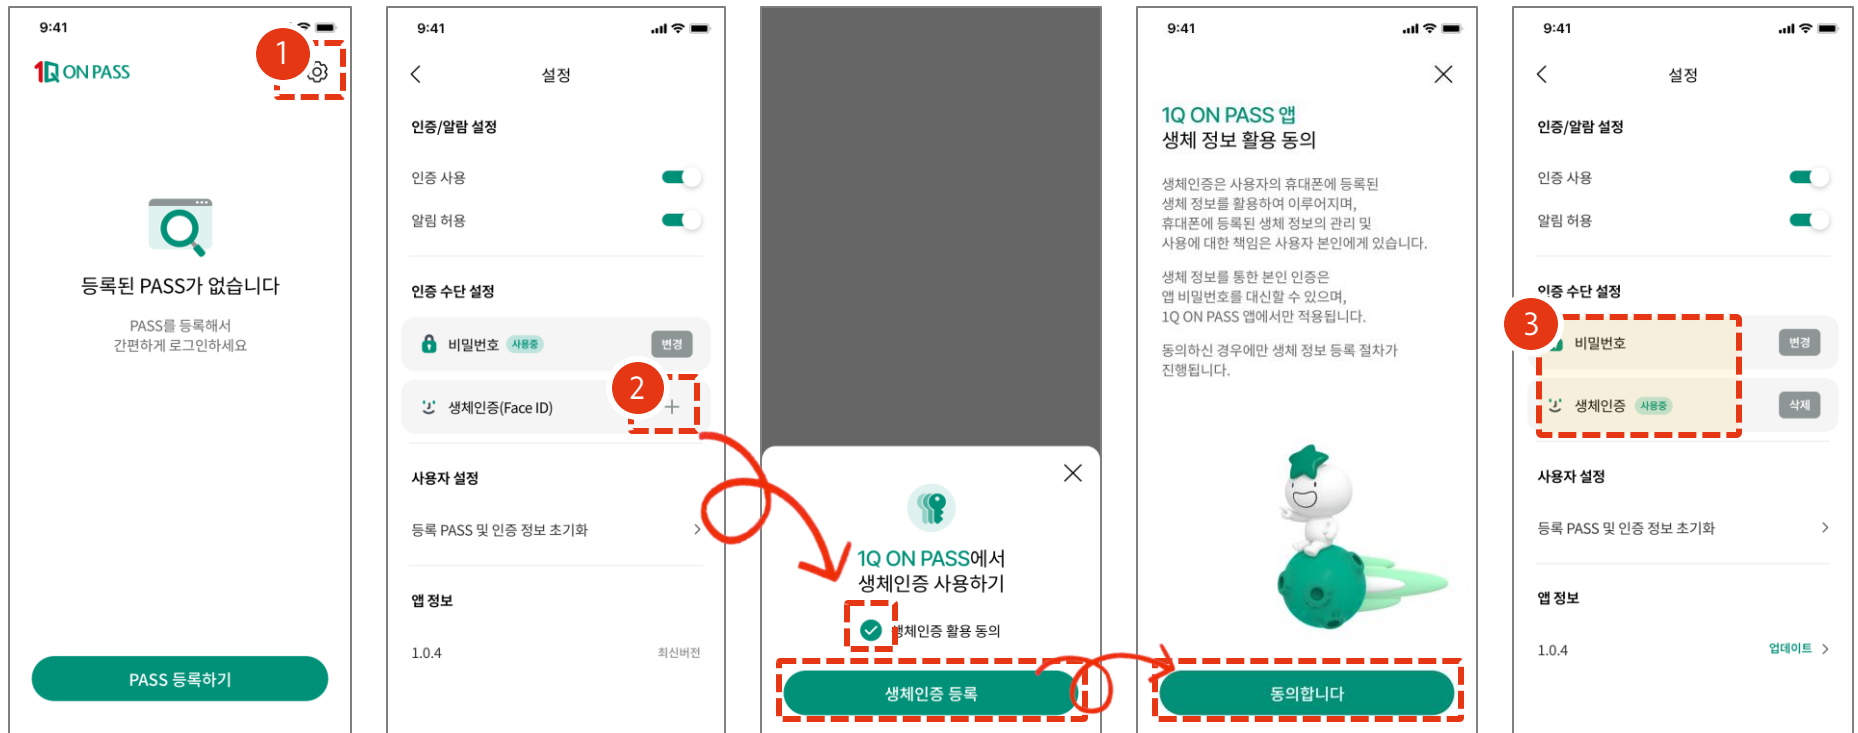 9:41
1
1Q ON PASS
등록된 PASS가 없습니다
PASS를 등록해서
간편하게 로그인하세요
PASS 등록하기
9:41
설정
인증/알람 설정
인증 사용
알림 허용
인증 수단 설정
비밀번호 사용중 변경
2
생체인증(Face ID)
사용자 설정
등록 PASS 및 인증 정보 초기화
앱 정보
1.0.4 최신버전
1Q ON PASS에서
생체인증 사용하기
생체인증 활용 동의
생체인증 등록
9:41
1Q ON PASS 앱
생체 정보 활용 동의
생체인증은 사용자의 휴대폰에 등록된
생체 정보를 활용하여 이루어지며,
휴대폰에 등록된 생체 정보의 관리 및
사용에 대한 책임은 사용자 본인에게 있습니다.
생체 정보를 통한 본인 인증은
앱 비밀번호를 대신할 수 있으며,
1Q ON PASS 앱에서만 적용됩니다.
동의하신 경우에만 생체 정보 등록 절차가
진행됩니다.
동의합니다
9:41
설정
인증/알람 설정
인증 사용
알림 허용
인증 수단 설정
3
비밀번호 변경
생체인증 사용중 삭제
사용자 설정
등록 PASS 및 인증 정보 초기화
앱 정보
1.0.4 업데이트